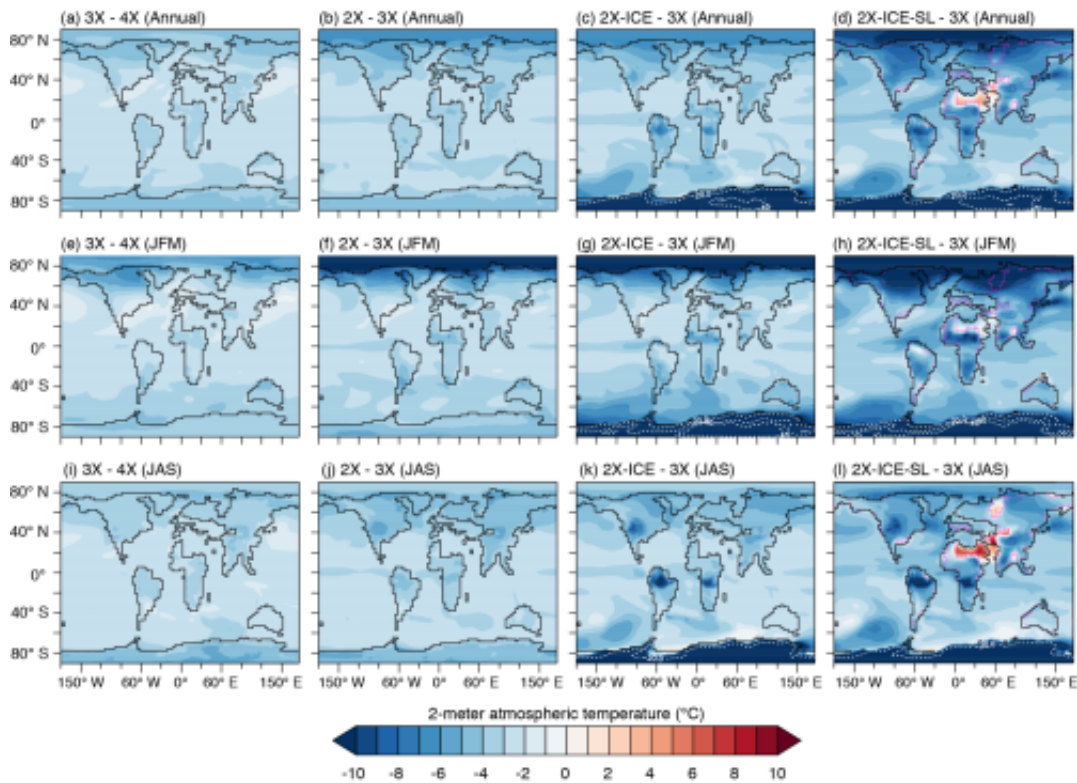 (a) 3X - 4X (Annual) (b) 2X - 3X (Annual) (c) 2X-ICE - 3X (Annual) (d) 2X-ICE-SL - 3X (Annual)
80° N
40° N
0°
40° S
80° S
(e) 3X - 4X (JFM) (f) 2X - 3X (JFM) (g) 2X-ICE - 3X (JFM) (h) 2X-ICE-SL - 3X (JFM)
80° N
40° N
0°
40° S
80° S
(i) 3X - 4X (JAS) (j) 2X - 3X (JAS) (k) 2X-ICE - 3X (JAS) (l) 2X-ICE-SL - 3X (JAS)
80° N
40° N
0°
40° S
80° S
150° W 60° W 0° 60° E 150° E 150° W 60° W 0° 60° E 150° E 150° W 60° W 0° 60° E 150° E 150° W 60° W 0° 60° E 150° E
2-meter atmospheric temperature (°C)
-10 -8 -6 -4 -2 0 2 4 6 8 10